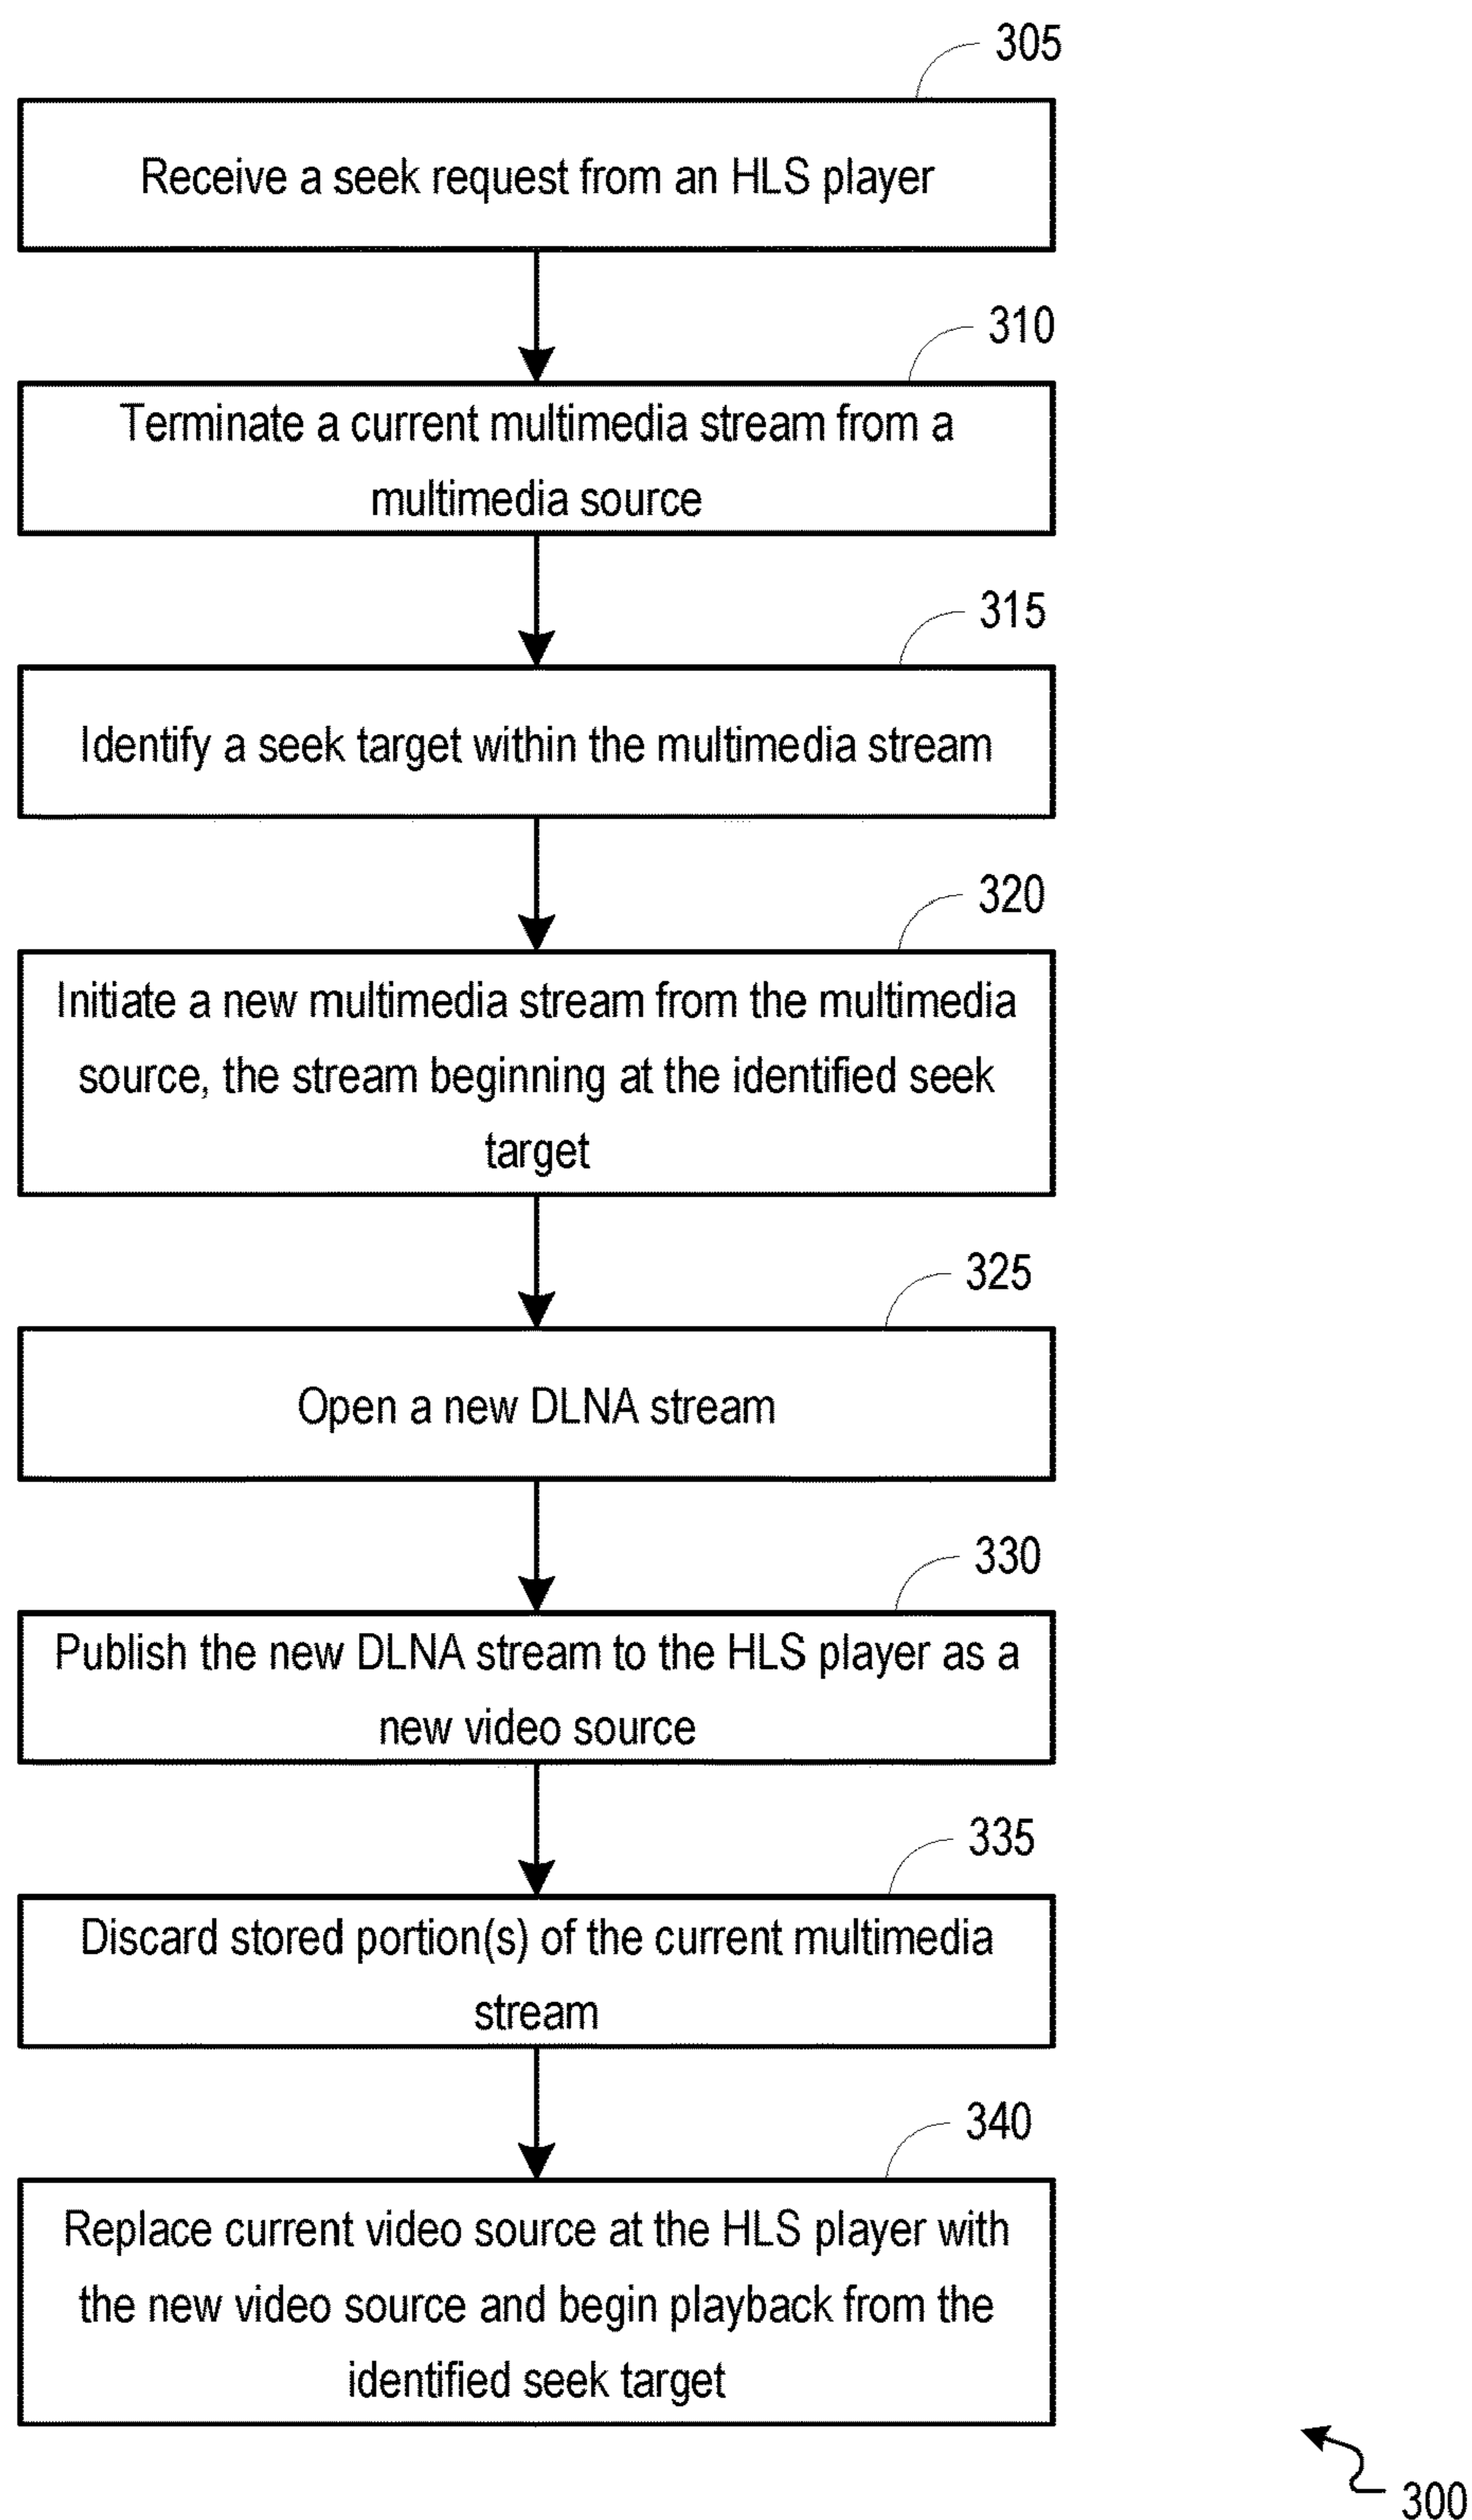 305
Receive a seek request from an HLS player
310
Terminate a current multimedia stream from a
multimedia source
315
Identify a seek target within the multimedia stream
320
Initiate a new multimedia stream from the multimedia
source, the stream beginning at the identified seek
target
325
Open a new DLNA stream
330
Publish the new DLNA stream to the HLS player as a
new video source
335
Discard stored portion(s) of the current multimedia
stream
340
Replace current video source at the HLS player with
the new video source and begin playback from the
identified seek target
300